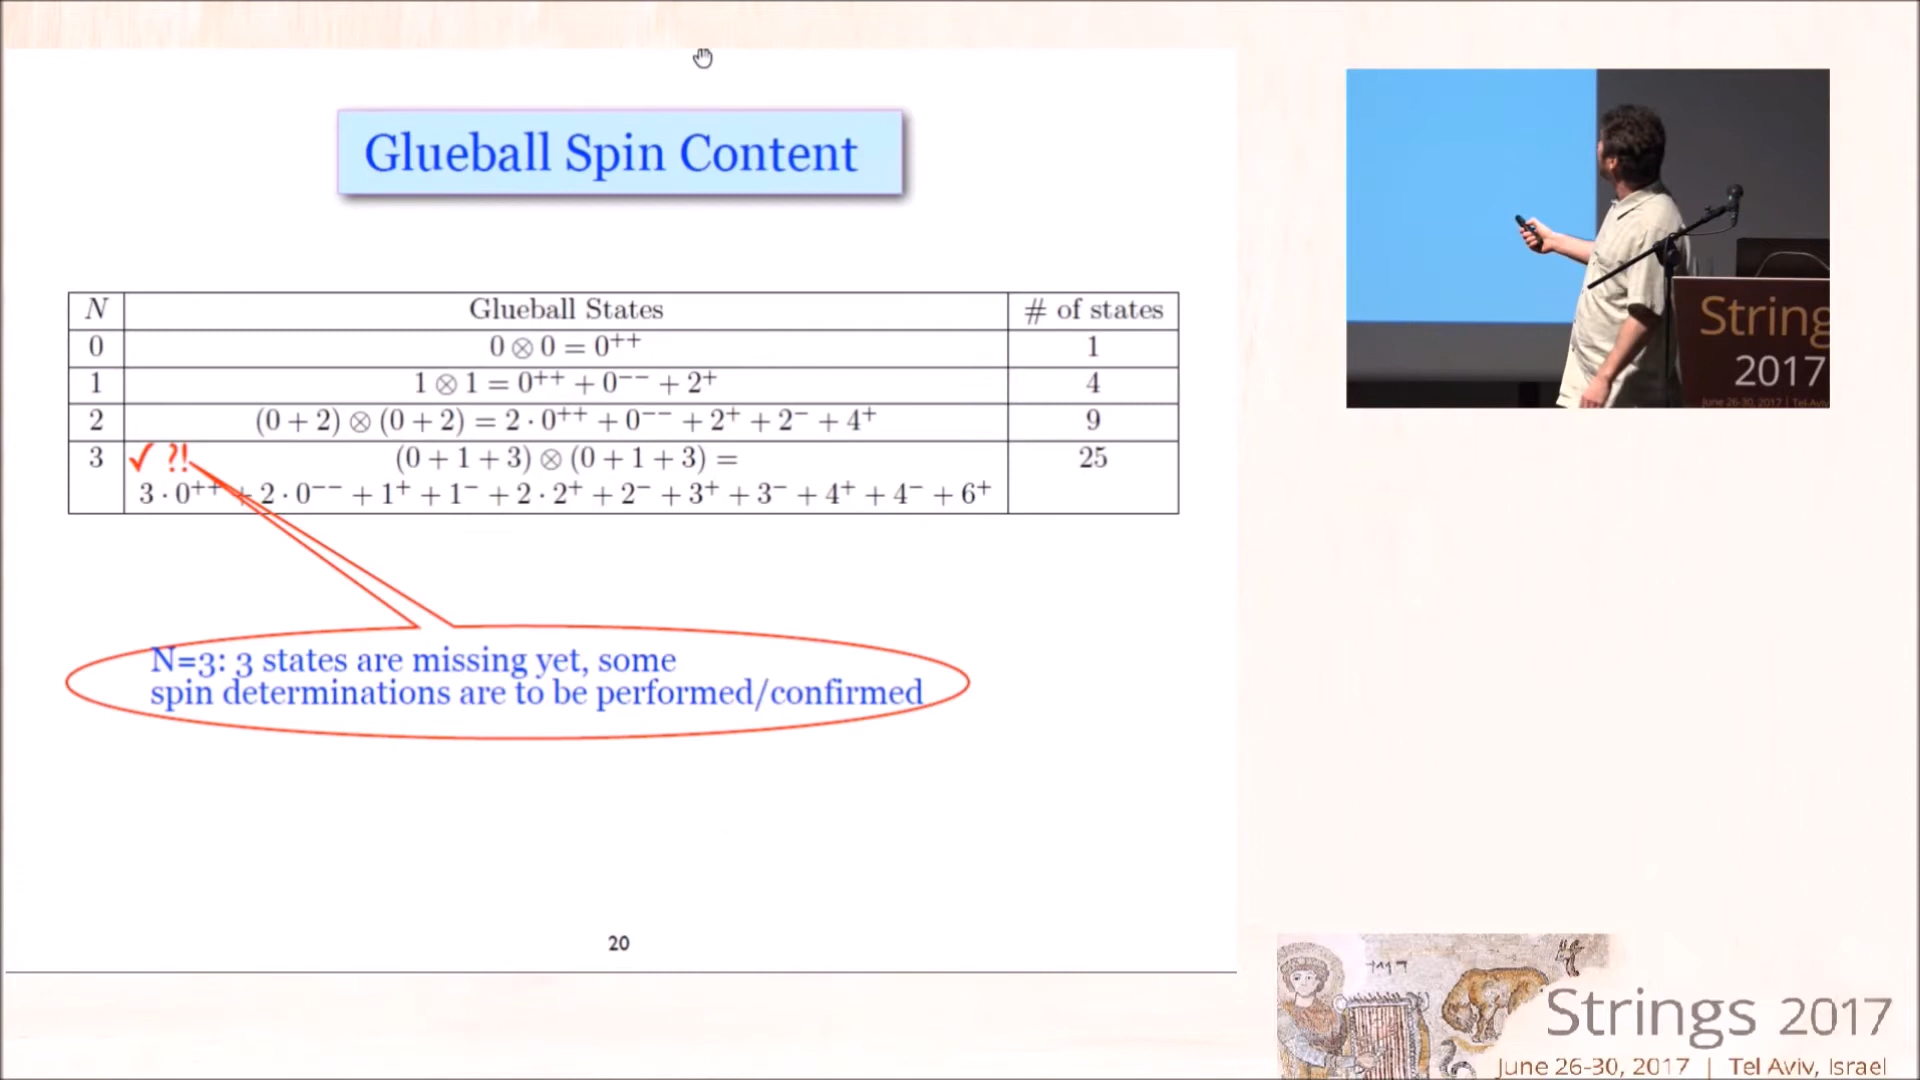 Glueball Spin Content
N Glueball States # of states
0 0 ⊗ 0 = 0⁺⁺ 1
1 1 ⊗ 1 = 0⁺⁺ + 0⁻⁻ + 2⁺ 4
2 (0 + 2) ⊗ (0 + 2) = 2 · 0⁺⁺ + 0⁻⁻ + 2⁺ + 2⁻ + 4⁺ 9
3 ✓ ?! (0 + 1 + 3) ⊗ (0 + 1 + 3) = 25
3 · 0⁺⁺ + 2 · 0⁻⁻ + 1⁺ + 1⁻ + 2 · 2⁺ + 2⁻ + 3⁺ + 3⁻ + 4⁺ + 4⁻ + 6⁺
N=3: 3 states are missing yet, some
spin determinations are to be performed/confirmed
20
String
2017
June 26-30, 2017 | Tel-Aviv
Strings 2017
June 26-30, 2017 | Tel Aviv, Israel